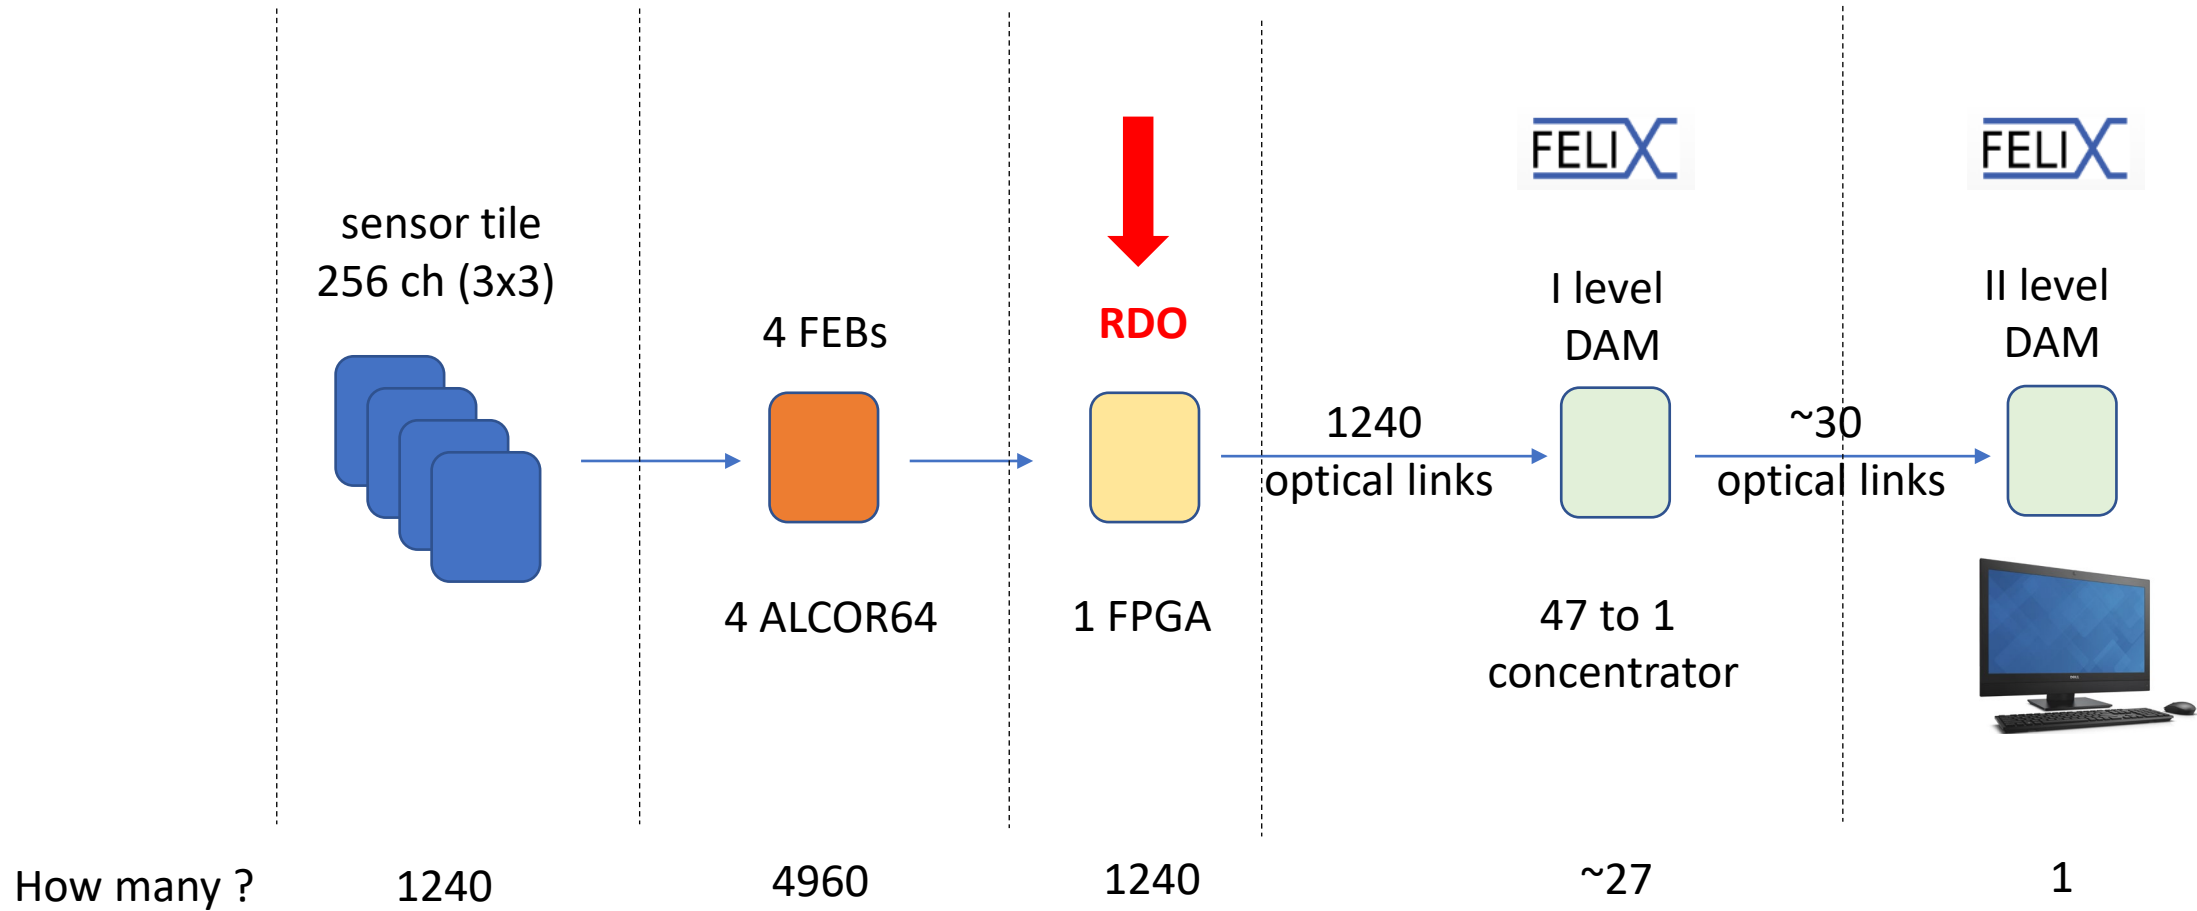 FELIX
FELIX
sensor tile
256 ch (3x3)
4 FEBs
RDO
I level
DAM
II level
DAM
1240
optical links
~30
optical links
4 ALCOR64
1 FPGA
47 to 1
concentrator
How many ?
1240
4960
1240
~27
1